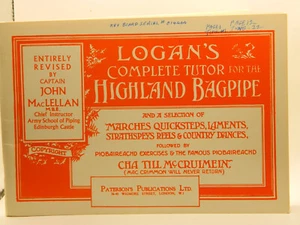 LOGAN'S
COMPLETE TUTOR FOR THE
HIGHLAND BAGPIPE
ENTIRELY
REVISED
BY
CAPTAIN
JOHN
MACLELLAN
M.B.E.
Chief Instructor
Army School of Piping
Edinburgh Castle
COPYRIGHT
AND A SELECTION OF
MARCHES, QUICKSTEPS, LAMENTS,
STRATHSPEYS, REELS & COUNTRY DANCES,
FOLLOWED BY
PIOBAIREACHD EXERCISES & THE FAMOUS PIOBAIREACHD
CHA TILL MCCRUIMEIN
(MAC CRIMMON WILL NEVER RETURN)
PATERSON'S PUBLICATIONS LTD.